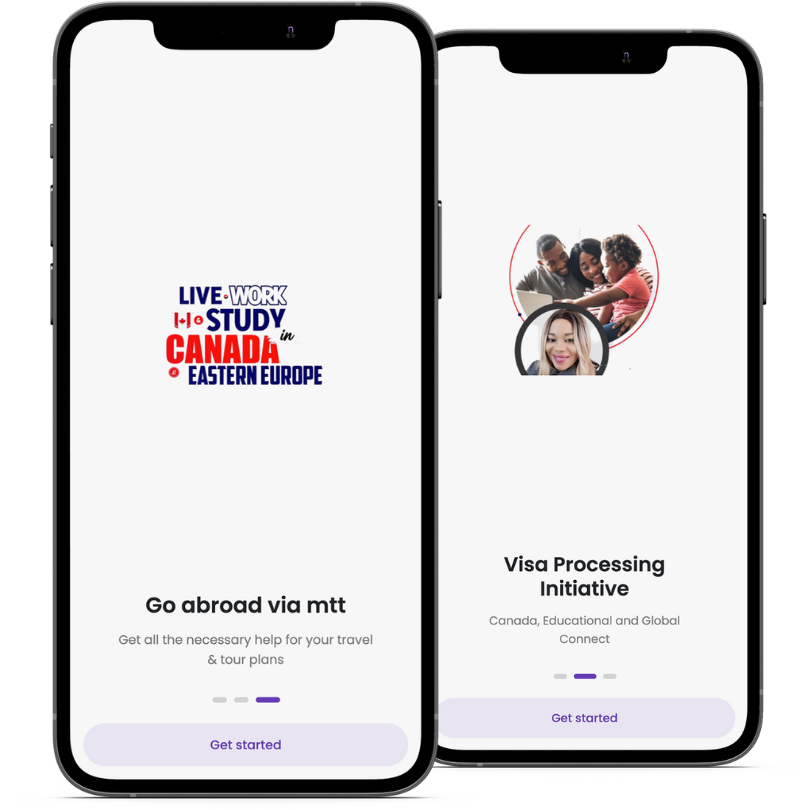 LIVE WORK
& STUDY
in
CANADA
& EASTERN EUROPE
Go abroad via mtt
Get all the necessary help for your travel
& tour plans
Get started
Visa Processing
Initiative
Canada, Educational and Global
Connect
Get started